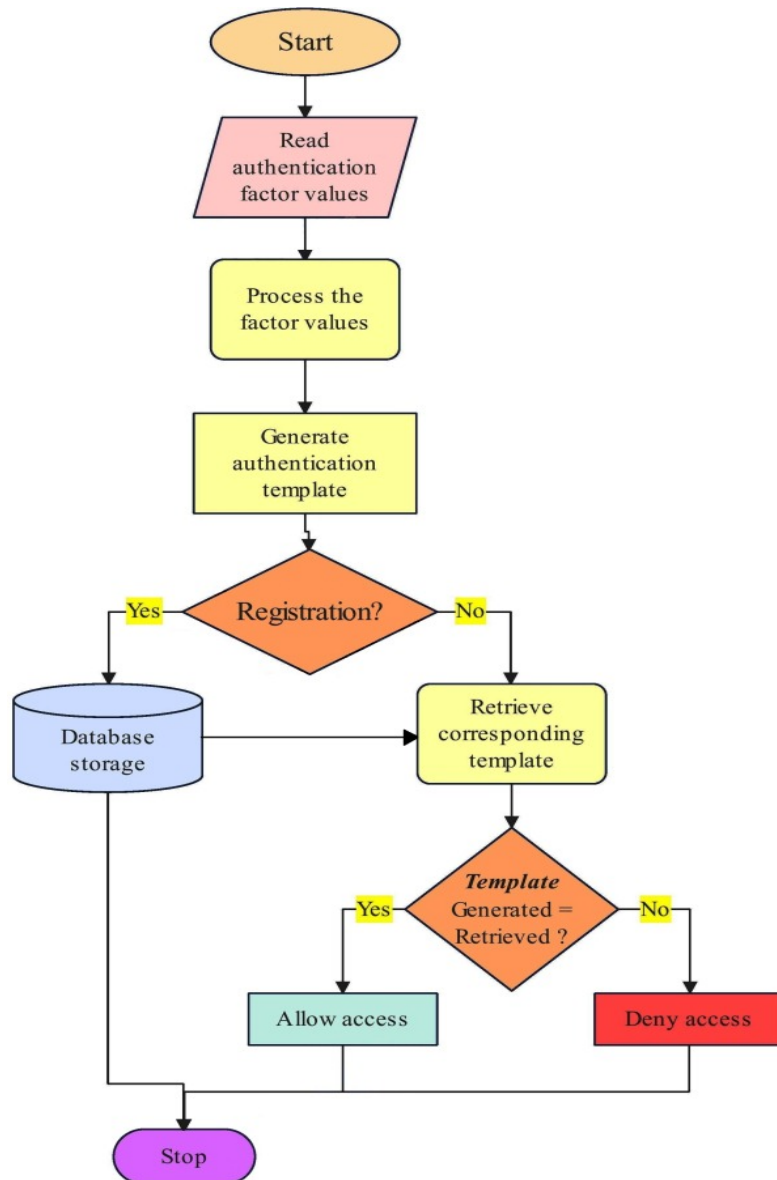 Start
Read
authentication
factor values
Process the
factor values
Generate
authentication
template
Registration?
Yes
No
Database
storage
Retrieve
corresponding
template
Template
Generated =
Retrieved ?
Yes
No
Allow access
Deny access
Stop